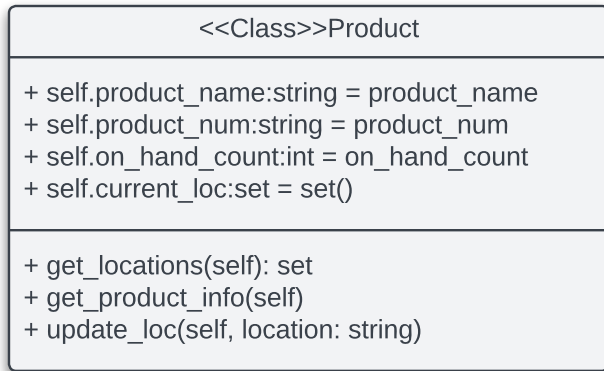 <<Class>>Product
+ self.product_name:string = product_name
+ self.product_num:string = product_num
+ self.on_hand_count:int = on_hand_count
+ self.current_loc:set = set()
+ get_locations(self): set
+ get_product_info(self)
+ update_loc(self, location: string)